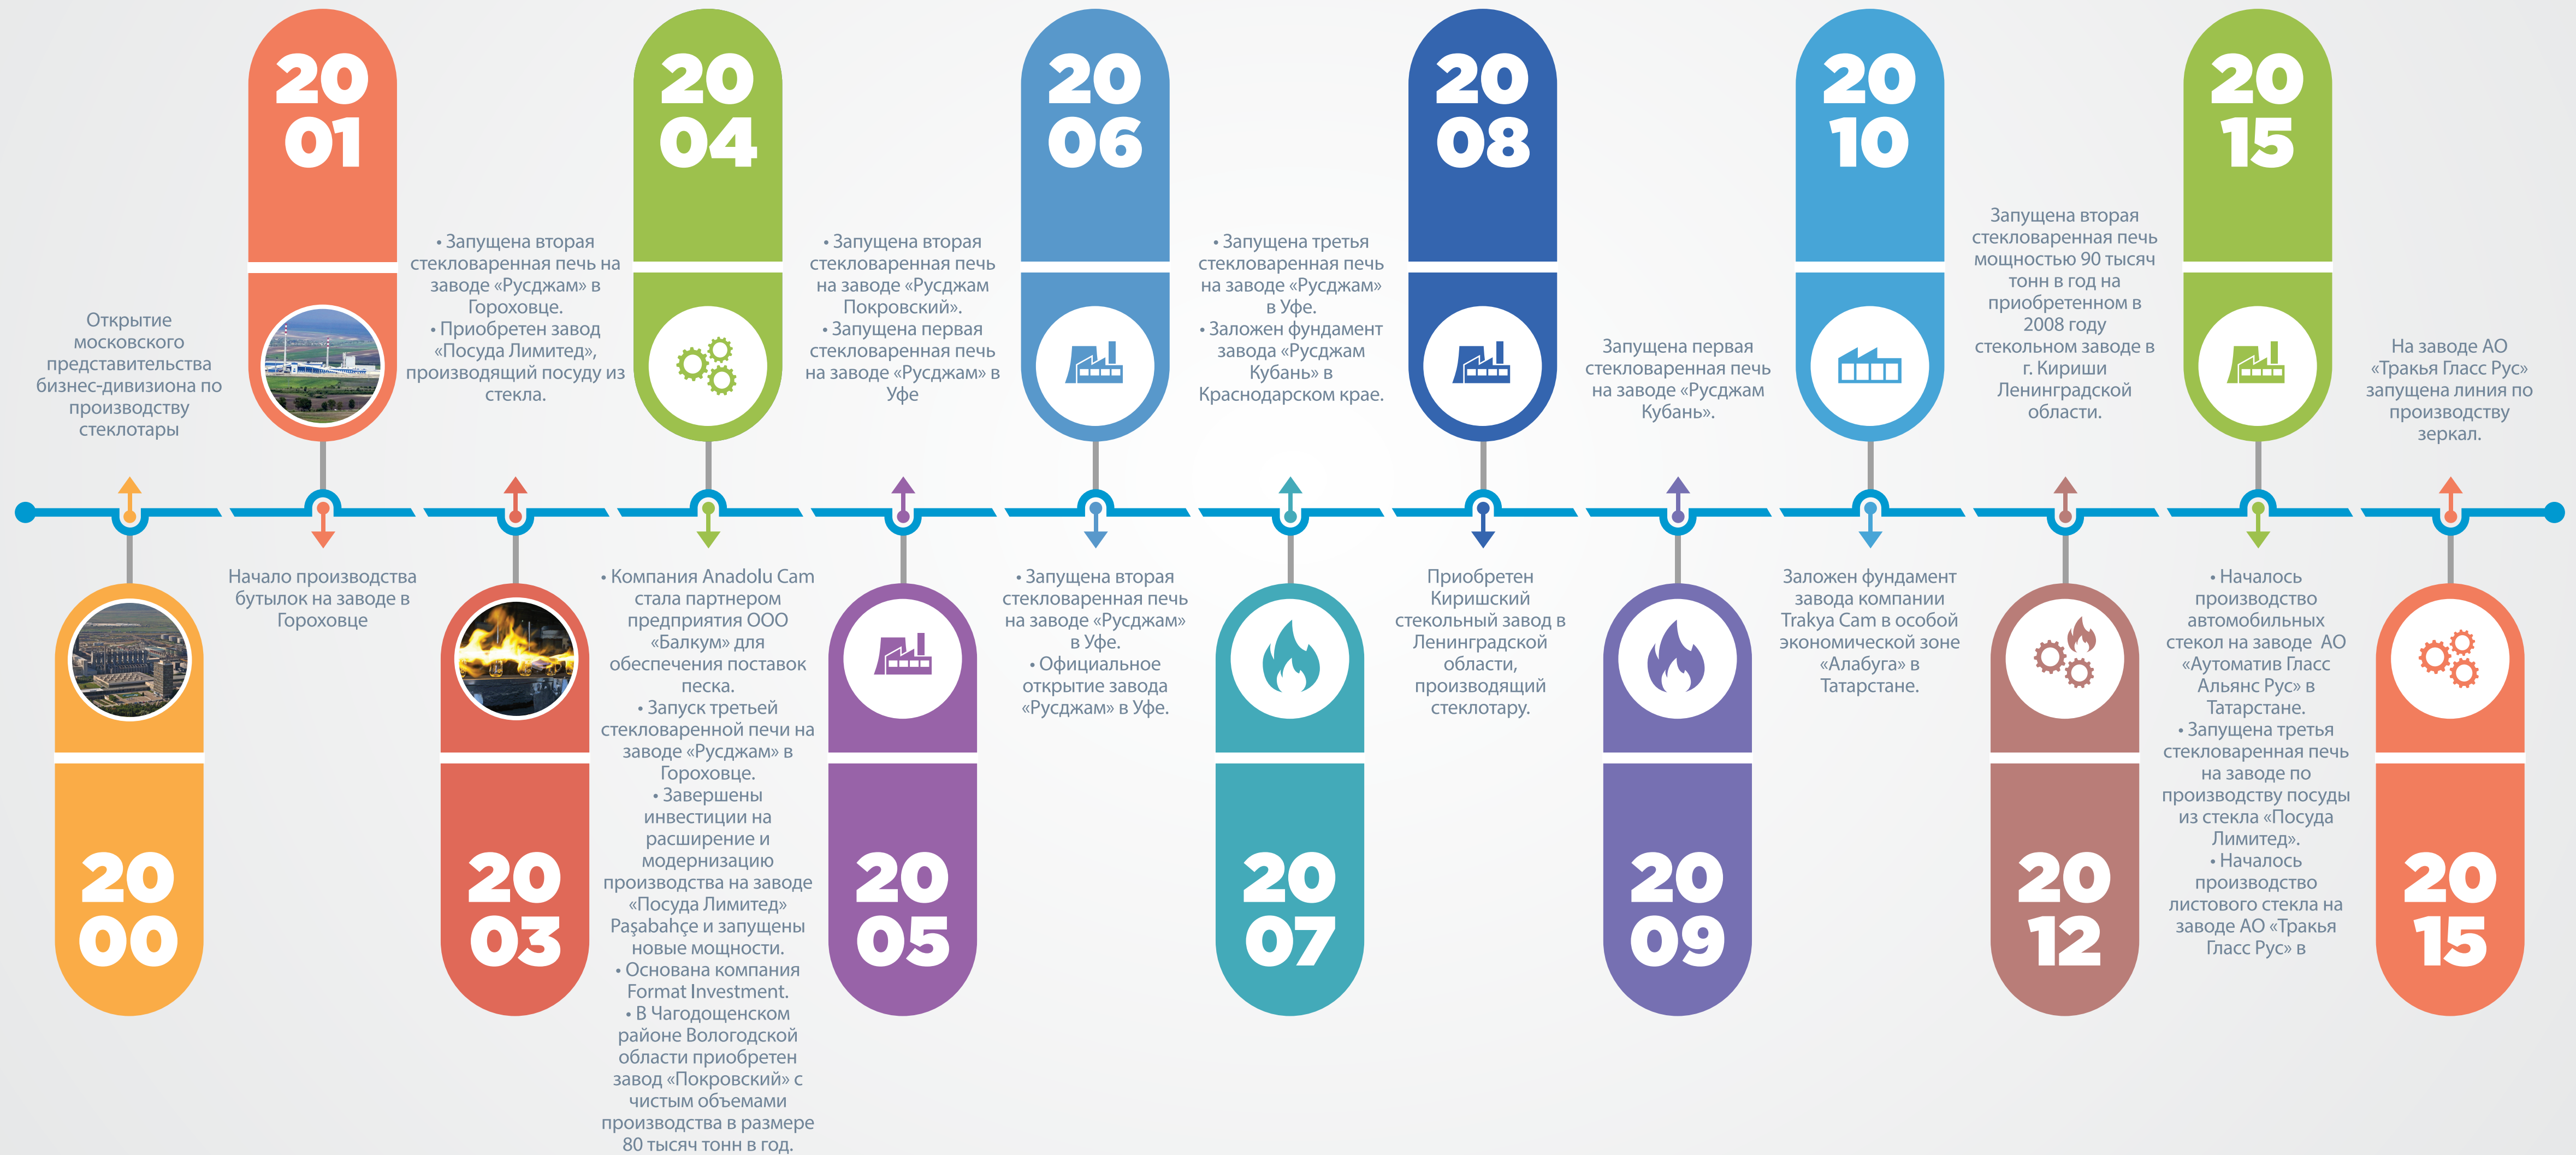 20
00
Открытие
московского
представительства
бизнес-дивизиона по
производству
стеклотары
20
01
Начало производства
бутылок на заводе в
Гороховце
20
03
• Запущена вторая
стекловаренная печь на
заводе «Русджам» в
Гороховце.
• Приобретен завод
«Посуда Лимитед»,
производящий посуду из
стекла.
20
04
• Компания Anadolu Cam
стала партнером
предприятия ООО
«Балкум» для
обеспечения поставок
песка.
• Запуск третьей
стекловаренной печи на
заводе «Русджам» в
Гороховце.
• Завершены
инвестиции на
расширение и
модернизацию
производства на заводе
«Посуда Лимитед»
Paşabahçe и запущены
новые мощности.
• Основана компания
Format Investment.
• В Чагодощенском
районе Вологодской
области приобретен
завод «Покровский» с
чистым объемами
производства в размере
80 тысяч тонн в год.
20
05
• Запущена вторая
стекловаренная печь
на заводе «Русджам
Покровский».
• Запущена первая
стекловаренная печь
на заводе «Русджам» в
Уфе
20
06
• Запущена вторая
стекловаренная печь
на заводе «Русджам»
в Уфе.
• Официальное
открытие завода
«Русджам» в Уфе.
20
07
• Запущена третья
стекловаренная печь
на заводе «Русджам»
в Уфе.
• Заложен фундамент
завода «Русджам
Кубань» в
Краснодарском крае.
20
08
Приобретен
Киришский
стекольный завод в
Ленинградской
области,
производящий
стеклотару.
20
09
Запущена первая
стекловаренная печь
на заводе «Русджам
Кубань».
20
10
Заложен фундамент
завода компании
Trakya Cam в особой
экономической зоне
«Алабуга» в
Татарстане.
20
12
Запущена вторая
стекловаренная печь
мощностью 90 тысяч
тонн в год на
приобретенном в
2008 году
стекольном заводе в
г. Кириши
Ленинградской
области.
20
15
• Началось
производство
автомобильных
стекол на заводе АО
«Аутоматив Гласс
Альянс Рус» в
Татарстане.
• Запущена третья
стекловаренная печь
на заводе по
производству посуды
из стекла «Посуда
Лимитед».
• Началось
производство
листового стекла на
заводе АО «Тракья
Гласс Рус» в
20
15
На заводе АО
«Тракья Гласс Рус»
запущена линия по
производству
зеркал.